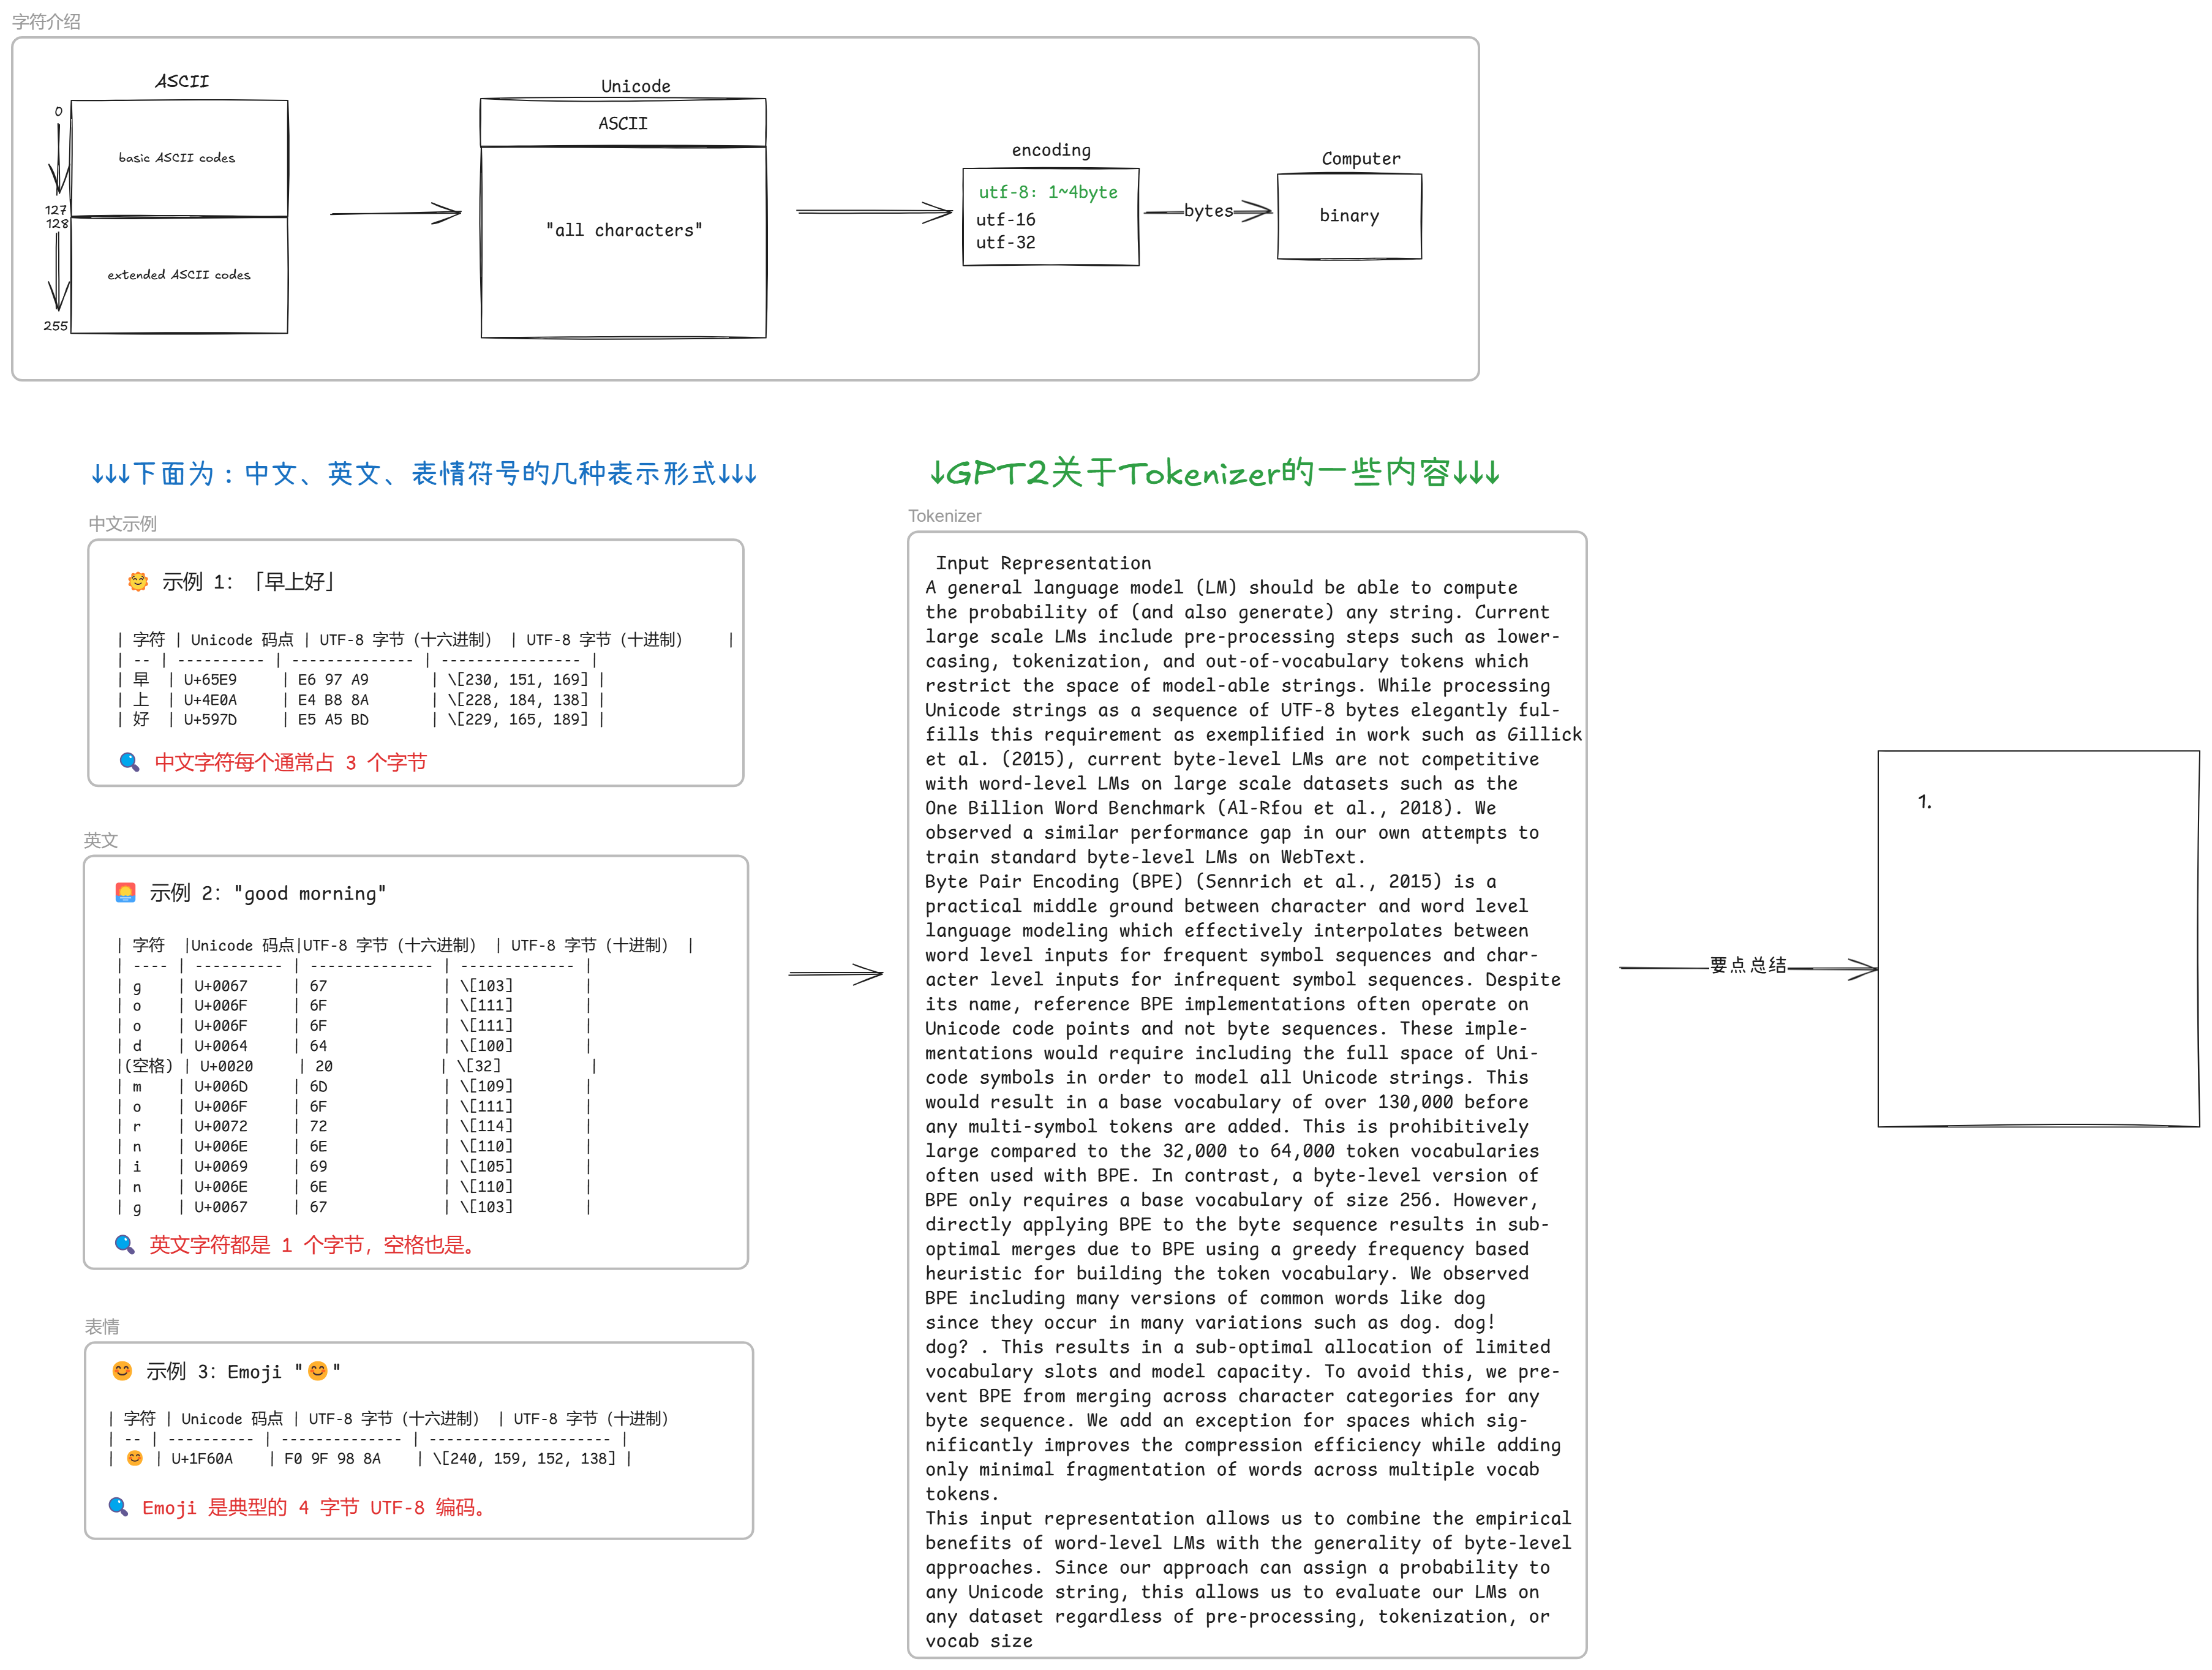 字符介绍
ASCII
0
basic ASCII codes
127
128
extended ASCII codes
255
Unicode
ASCII
"all characters"
encoding
utf-8: 1~4byte
utf-16
utf-32
bytes
Computer
binary
↓↓↓下面为：中文、英文、表情符号的几种表示形式↓↓↓
中文示例
🌞 示例 1：「早上好」
| 字符 | Unicode 码点 | UTF-8 字节（十六进制） | UTF-8 字节（十进制） |
| -- | ---------- | -------------- | ---------------- |
| 早 | U+65E9 | E6 97 A9 | \[230, 151, 169] |
| 上 | U+4E0A | E4 B8 8A | \[228, 184, 138] |
| 好 | U+597D | E5 A5 BD | \[229, 165, 189] |
🔍 中文字符每个通常占 3 个字节
英文
🌅 示例 2："good morning"
| 字符 |Unicode 码点|UTF-8 字节（十六进制） | UTF-8 字节（十进制） |
| ---- | ---------- | -------------- | ------------- |
| g | U+0067 | 67 | \[103] |
| o | U+006F | 6F | \[111] |
| o | U+006F | 6F | \[111] |
| d | U+0064 | 64 | \[100] |
|(空格) | U+0020 | 20 | \[32] |
| m | U+006D | 6D | \[109] |
| o | U+006F | 6F | \[111] |
| r | U+0072 | 72 | \[114] |
| n | U+006E | 6E | \[110] |
| i | U+0069 | 69 | \[105] |
| n | U+006E | 6E | \[110] |
| g | U+0067 | 67 | \[103] |
🔍 英文字符都是 1 个字节，空格也是。
表情
😊 示例 3：Emoji "😊"
| 字符 | Unicode 码点 | UTF-8 字节（十六进制） | UTF-8 字节（十进制）
| -- | ---------- | -------------- | --------------------- |
| 😊 | U+1F60A | F0 9F 98 8A | \[240, 159, 152, 138] |
🔍 Emoji 是典型的 4 字节 UTF-8 编码。
↓GPT2关于Tokenizer的一些内容↓↓↓
Tokenizer
Input Representation
A general language model (LM) should be able to compute
the probability of (and also generate) any string. Current
large scale LMs include pre-processing steps such as lower-
casing, tokenization, and out-of-vocabulary tokens which
restrict the space of model-able strings. While processing
Unicode strings as a sequence of UTF-8 bytes elegantly ful-
fills this requirement as exemplified in work such as Gillick
et al. (2015), current byte-level LMs are not competitive
with word-level LMs on large scale datasets such as the
One Billion Word Benchmark (Al-Rfou et al., 2018). We
observed a similar performance gap in our own attempts to
train standard byte-level LMs on WebText.
Byte Pair Encoding (BPE) (Sennrich et al., 2015) is a
practical middle ground between character and word level
language modeling which effectively interpolates between
word level inputs for frequent symbol sequences and char-
acter level inputs for infrequent symbol sequences. Despite
its name, reference BPE implementations often operate on
Unicode code points and not byte sequences. These imple-
mentations would require including the full space of Uni-
code symbols in order to model all Unicode strings. This
would result in a base vocabulary of over 130,000 before
any multi-symbol tokens are added. This is prohibitively
large compared to the 32,000 to 64,000 token vocabularies
often used with BPE. In contrast, a byte-level version of
BPE only requires a base vocabulary of size 256. However,
directly applying BPE to the byte sequence results in sub-
optimal merges due to BPE using a greedy frequency based
heuristic for building the token vocabulary. We observed
BPE including many versions of common words like dog
since they occur in many variations such as dog. dog!
dog? . This results in a sub-optimal allocation of limited
vocabulary slots and model capacity. To avoid this, we pre-
vent BPE from merging across character categories for any
byte sequence. We add an exception for spaces which sig-
nificantly improves the compression efficiency while adding
only minimal fragmentation of words across multiple vocab
tokens.
This input representation allows us to combine the empirical
benefits of word-level LMs with the generality of byte-level
approaches. Since our approach can assign a probability to
any Unicode string, this allows us to evaluate our LMs on
any dataset regardless of pre-processing, tokenization, or
vocab size
要点总结
1.